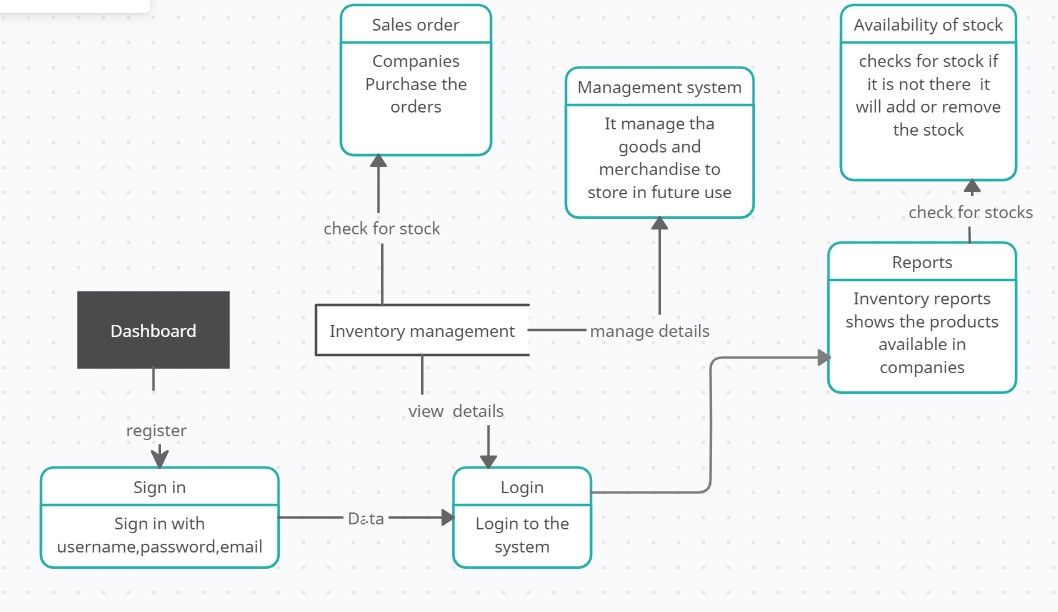 Sales order
Companies
Purchase the
orders
Management system
It manage tha
goods and
merchandise to
store in future use
Availability of stock
checks for stock if
it is not there  it
will add or remove
the stock
check for stock
check for stocks
Dashboard
Inventory management
manage details
Reports
Inventory reports
shows the products
available in
companies
view  details
register
Sign in
Sign in with
username,password,email
Data
Login
Login to the
system